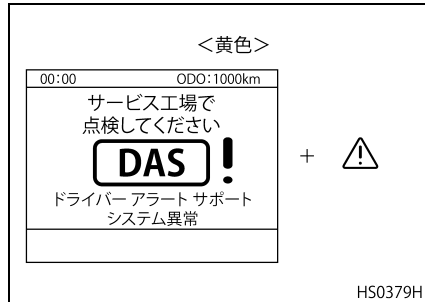 ＜黄色＞
00:00 ODO:1000km
サービス工場で
点検してください
DAS !
ドライバー アラート サポート
システム異常
+
HS0379H